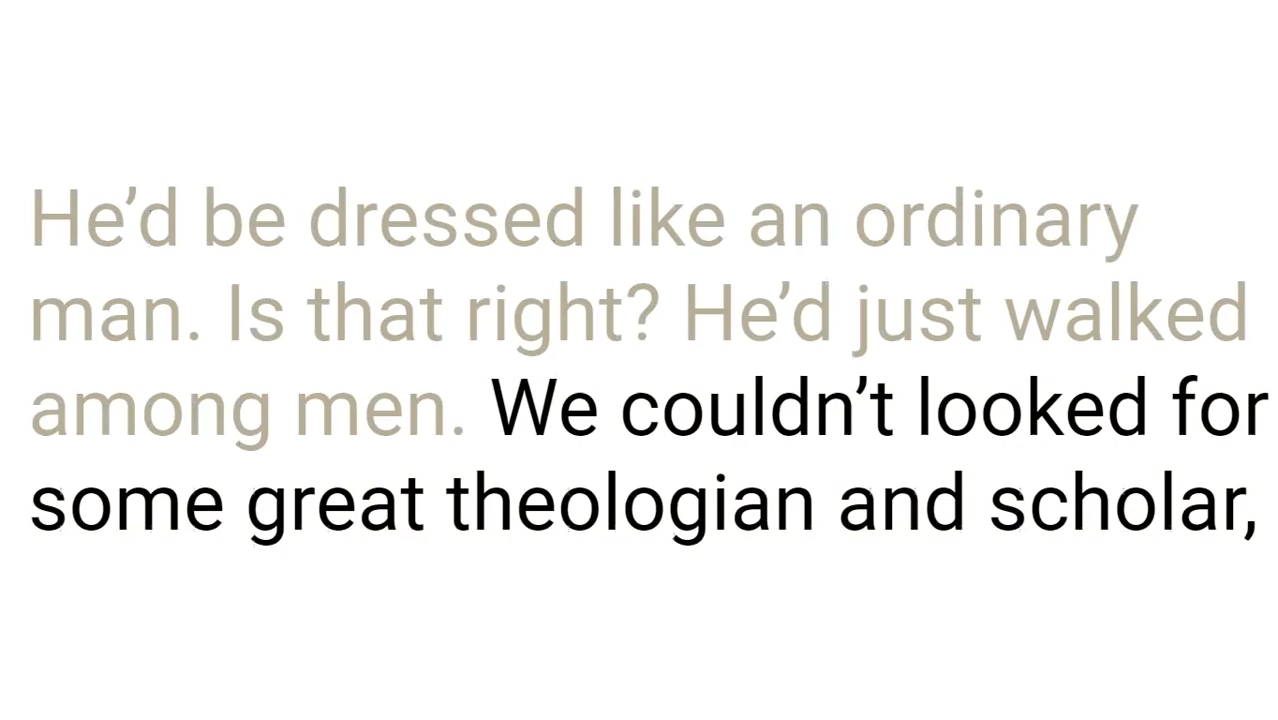 He’d be dressed like an ordinary
man. Is that right? He’d just walked
among men. We couldn’t looked for
some great theologian and scholar,